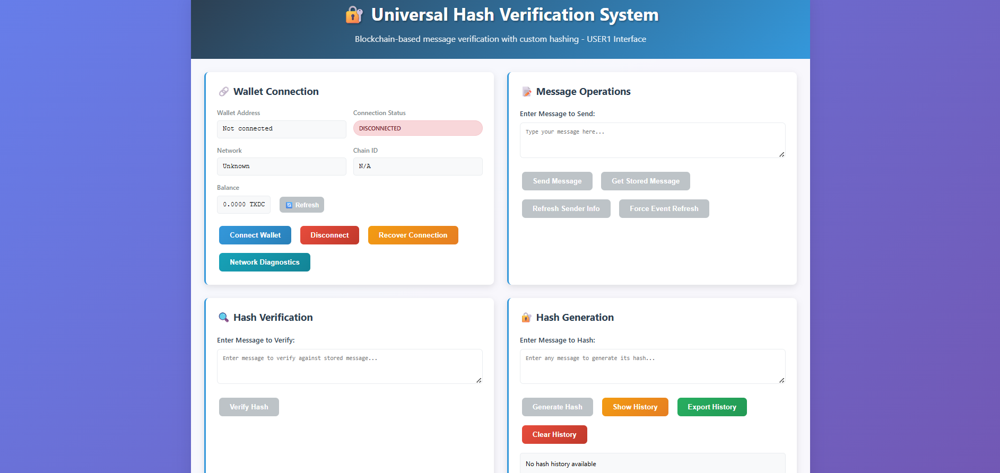 Universal Hash Verification System
Blockchain-based message verification with custom hashing - USER1 Interface
Wallet Connection
Wallet Address
Connection Status
Not connected
DISCONNECTED
Network
Chain ID
Unknown
N/A
Balance
0.0000 TXDC
Refresh
Connect Wallet
Disconnect
Recover Connection
Network Diagnostics
Message Operations
Enter Message to Send:
Type your message here...
Send Message
Get Stored Message
Refresh Sender Info
Force Event Refresh
Hash Verification
Enter Message to Verify:
Enter message to verify against stored message...
Verify Hash
Hash Generation
Enter Message to Hash:
Enter any message to generate its hash...
Generate Hash
Show History
Export History
Clear History
No hash history available